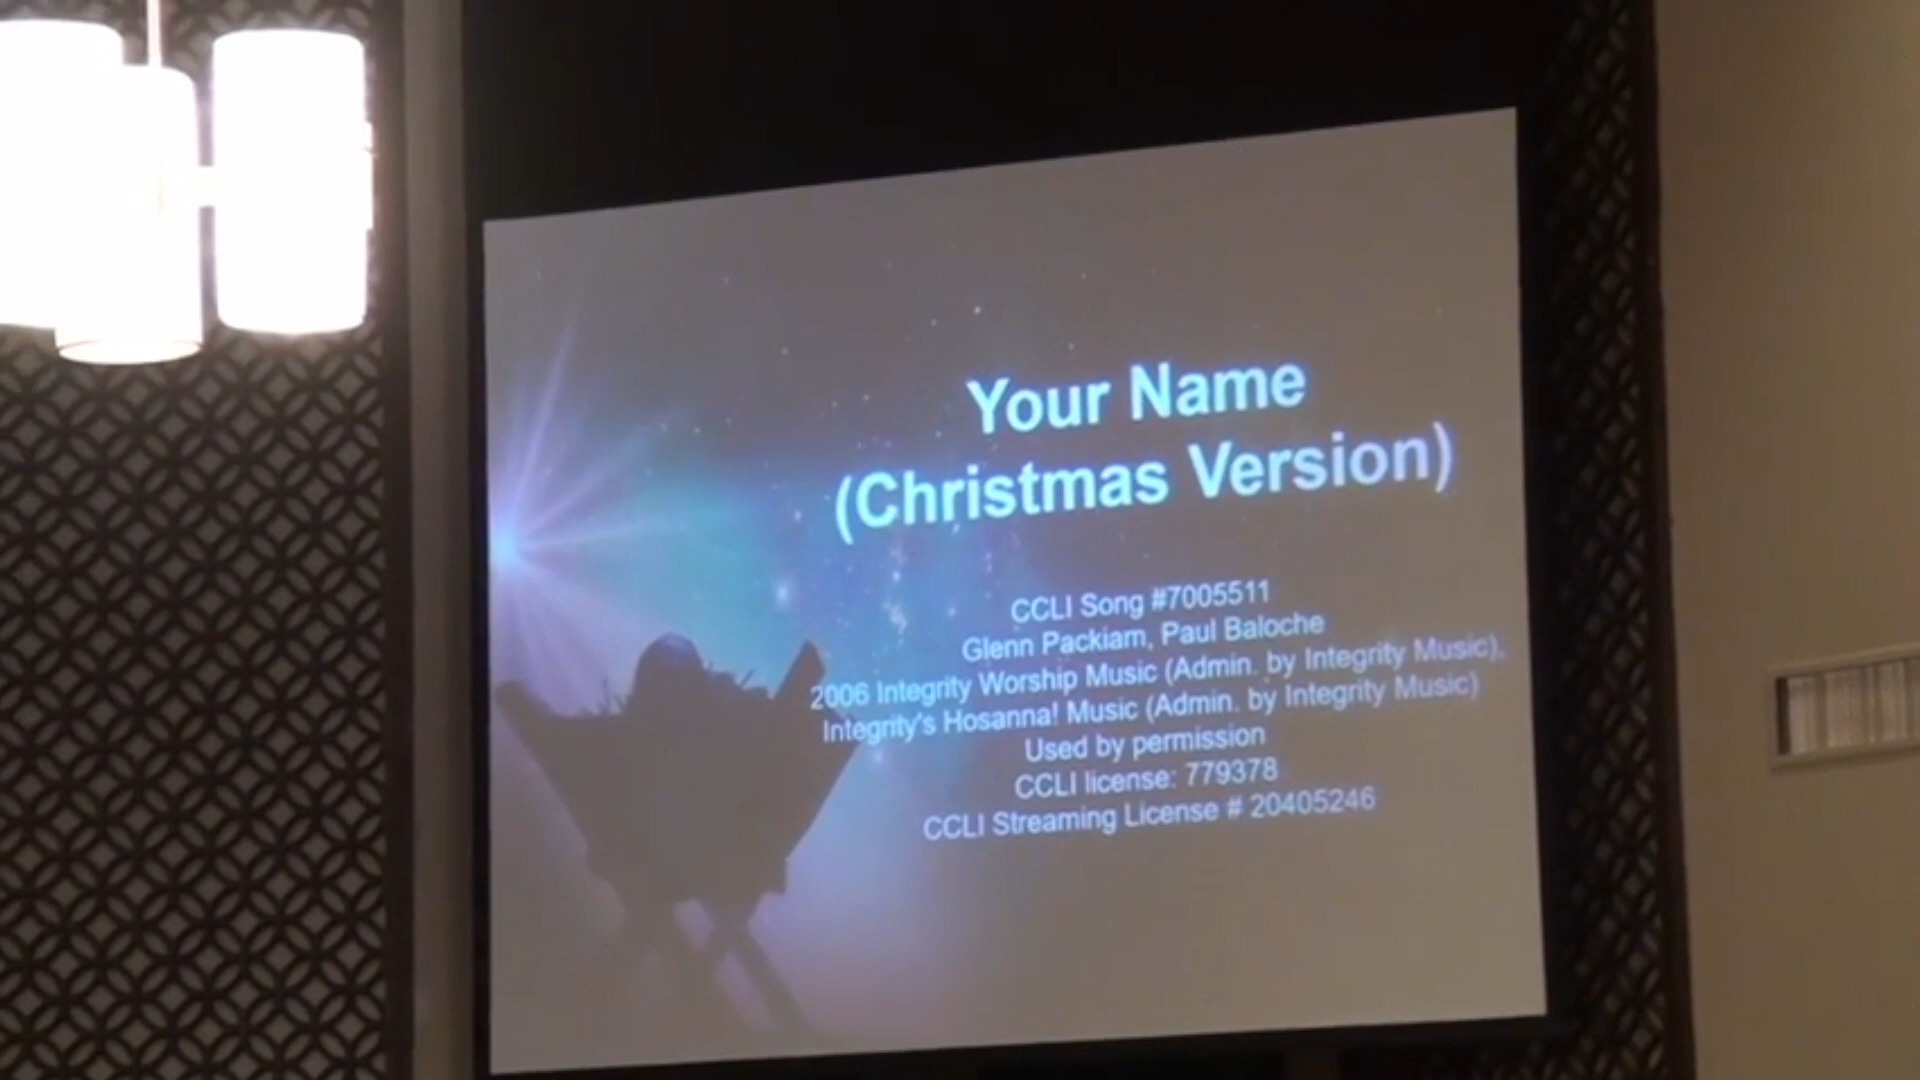 Your Name
(Christmas Version)
CCLI Song #7005511
Glenn Packiam, Paul Baloche
2006 Integrity Worship Music (Admin. by Integrity Music),
Integrity's Hosanna! Music (Admin. by Integrity Music)
Used by permission
CCLI license: 779378
CCLI Streaming License # 20405246